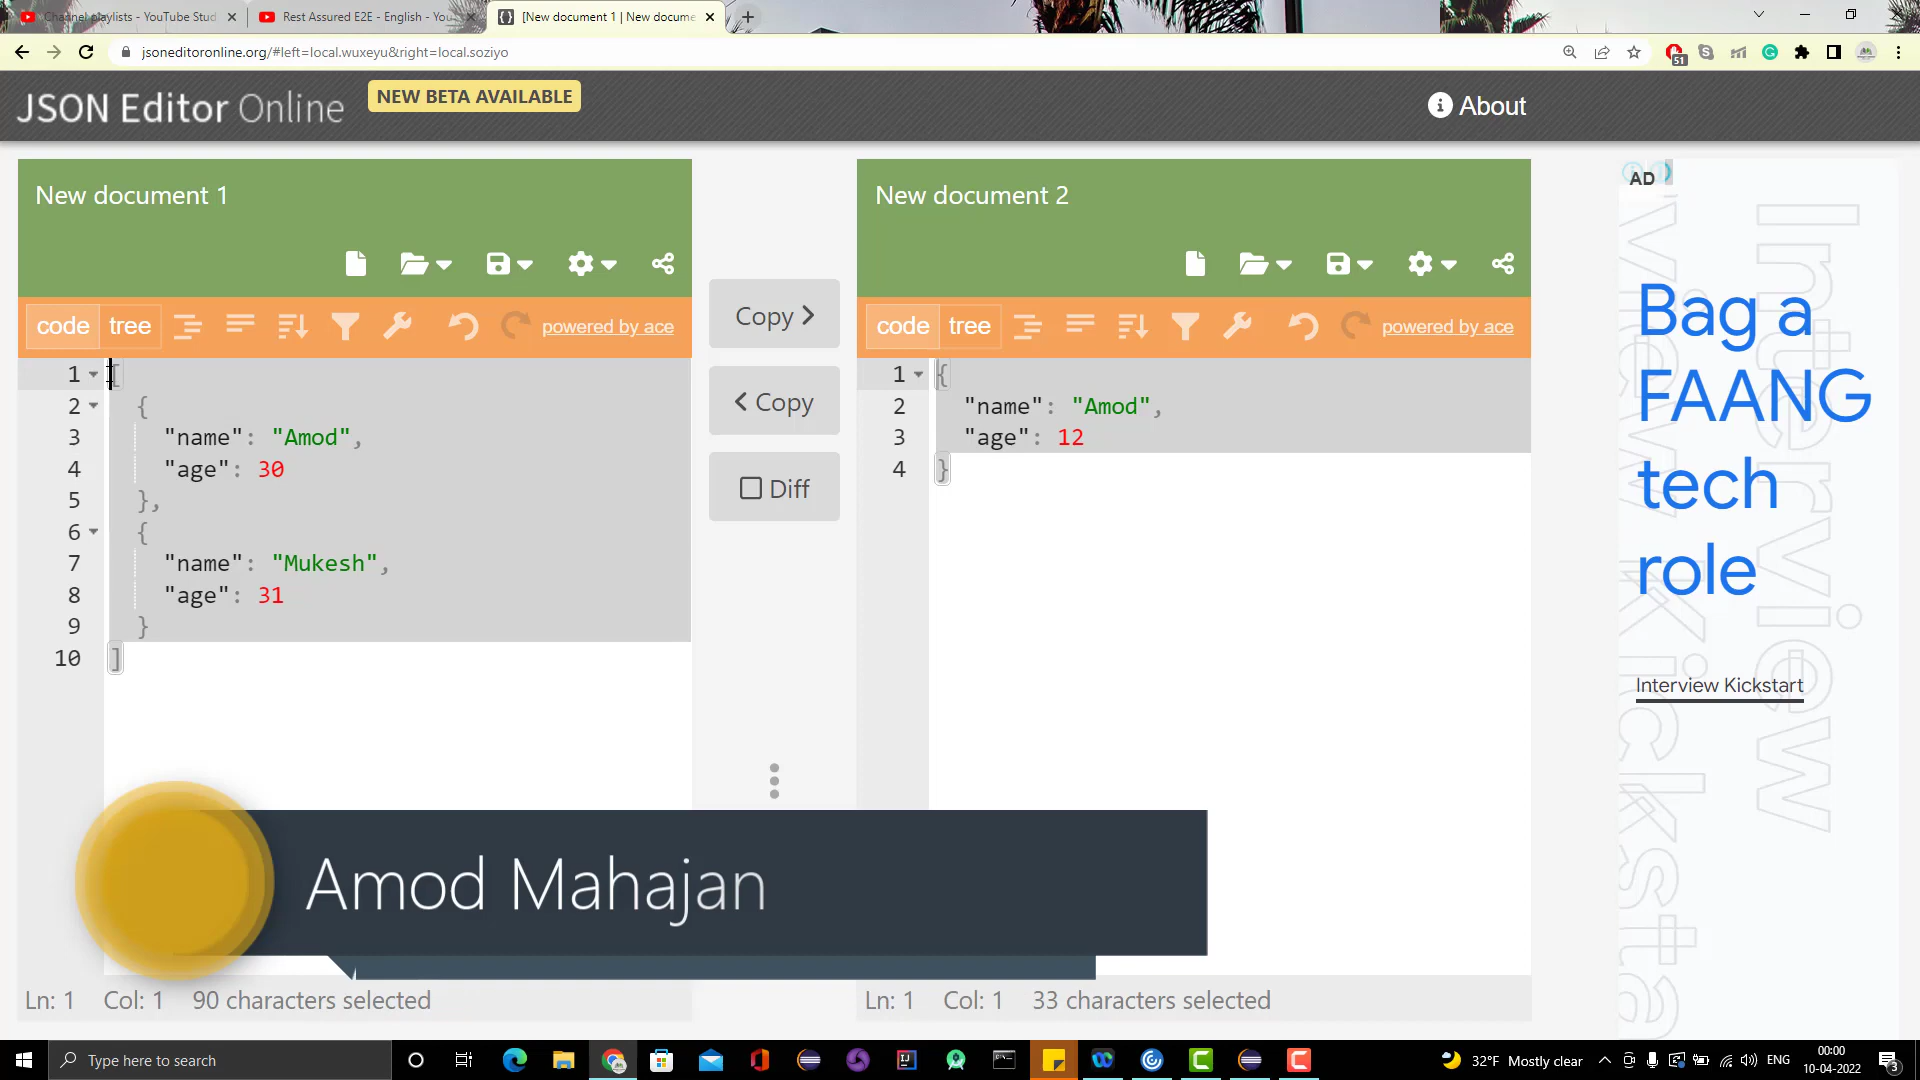 Channel playlists - YouTube Stud
Rest Assured E2E - English - You
[New document 1 | New docume
jsoneditoronline.org/#left=local.wuxeyu&right=local.soziyo
51
JSON Editor Online
NEW BETA AVAILABLE
About
New document 1
code tree powered by ace
1 [
2 {
3 "name": "Amod",
4 "age": 30
5 },
6 {
7 "name": "Mukesh",
8 "age": 31
9 }
10 ]
Ln: 1 Col: 1 90 characters selected
Copy
Copy
Diff
New document 2
code tree powered by ace
1 {
2 "name": "Amod",
3 "age": 12
4 }
Ln: 1 Col: 1 33 characters selected
AD
Bag a
FAANG
tech
role
Interview Kickstart
Interview
Amod Mahajan
Type here to search
32°F Mostly clear
ENG
00:00
10-04-2022
3